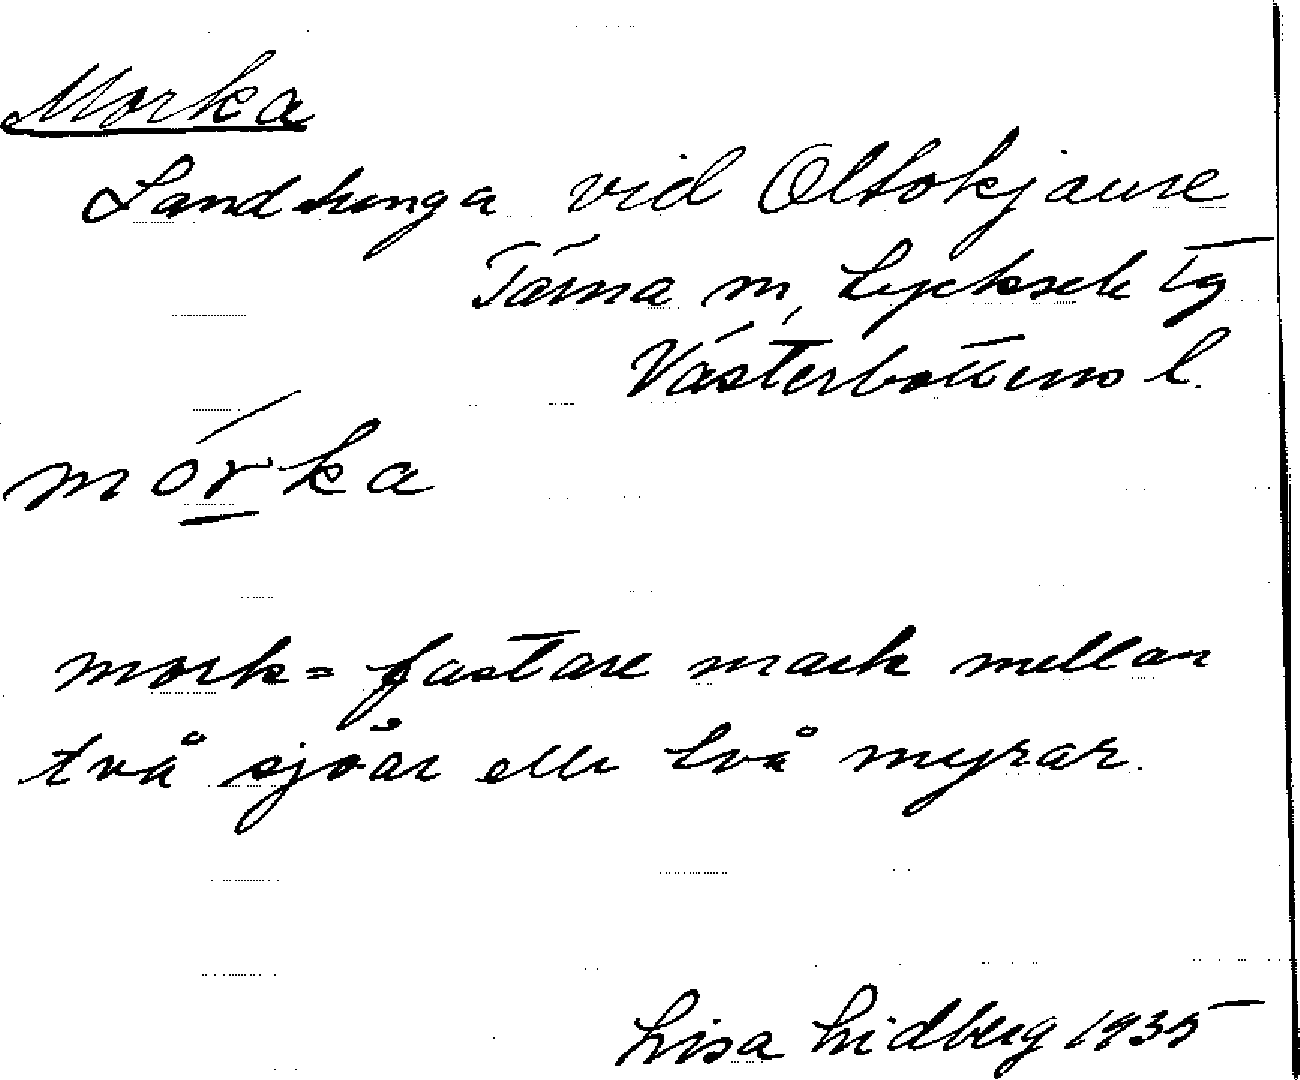 Morka
Landtunga vid Oltokjaure
Tärna sn, Lycksele tg
Västerbottens l.
mórka
mork = fastare mark mellan
två sjöar eller två myrar.
Lisa Lidberg 1935